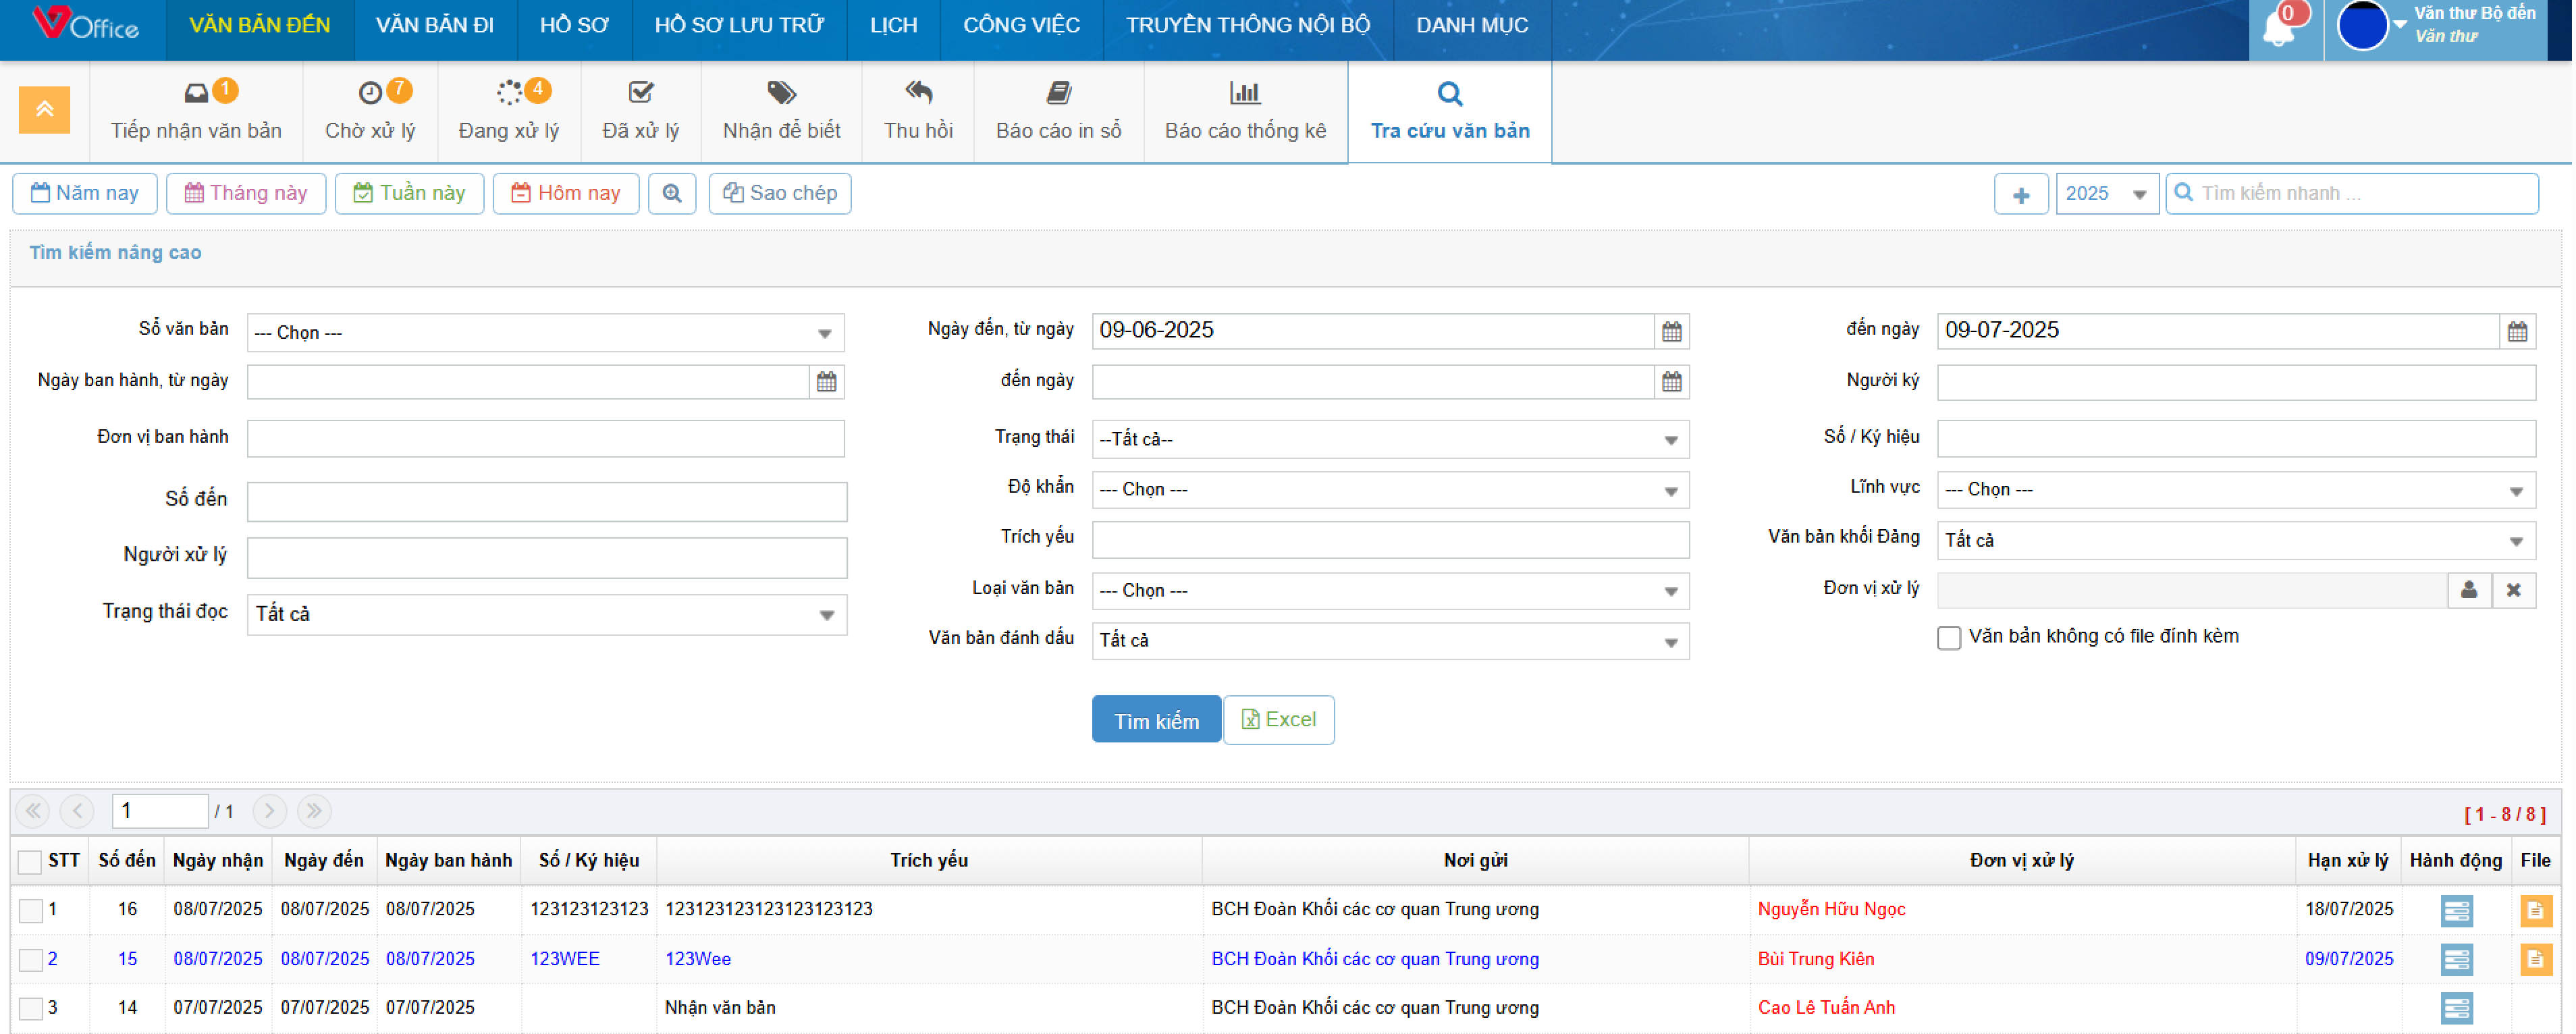 VOffice VĂN BẢN ĐẾN VĂN BẢN ĐI HỒ SƠ HỒ SƠ LƯU TRỮ LỊCH CÔNG VIỆC TRUYỀN THÔNG NỘI BỘ DANH MỤC 0 Văn thư Bộ đến
Văn thư
1 7 4
Tiếp nhận văn bản Chờ xử lý Đang xử lý Đã xử lý Nhận để biết Thu hồi Báo cáo in sổ Báo cáo thống kê Tra cứu văn bản
Năm nay Tháng này Tuần này Hôm nay Sao chép 2025 Tìm kiếm nhanh ...
Tìm kiếm nâng cao
Sổ văn bản --- Chọn --- Ngày đến, từ ngày 09-06-2025 đến ngày 09-07-2025
Ngày ban hành, từ ngày đến ngày Người ký
Đơn vị ban hành Trạng thái --Tất cả-- Số / Ký hiệu
Số đến Độ khẩn --- Chọn --- Lĩnh vực --- Chọn ---
Người xử lý Trích yếu Văn bản khối Đảng Tất cả
Trạng thái đọc Tất cả Loại văn bản --- Chọn --- Đơn vị xử lý
Văn bản đánh dấu Tất cả Văn bản không có file đính kèm
Tìm kiếm Excel
1 / 1 [ 1 - 8 / 8 ]
STT Số đến Ngày nhận Ngày đến Ngày ban hành Số / Ký hiệu Trích yếu Nơi gửi Đơn vị xử lý Hạn xử lý Hành động File
1 16 08/07/2025 08/07/2025 08/07/2025 123123123123 123123123123123123123 BCH Đoàn Khối các cơ quan Trung ương Nguyễn Hữu Ngọc 18/07/2025
2 15 08/07/2025 08/07/2025 08/07/2025 123WEE 123Wee BCH Đoàn Khối các cơ quan Trung ương Bùi Trung Kiên 09/07/2025
3 14 07/07/2025 07/07/2025 07/07/2025 Nhận văn bản BCH Đoàn Khối các cơ quan Trung ương Cao Lê Tuấn Anh